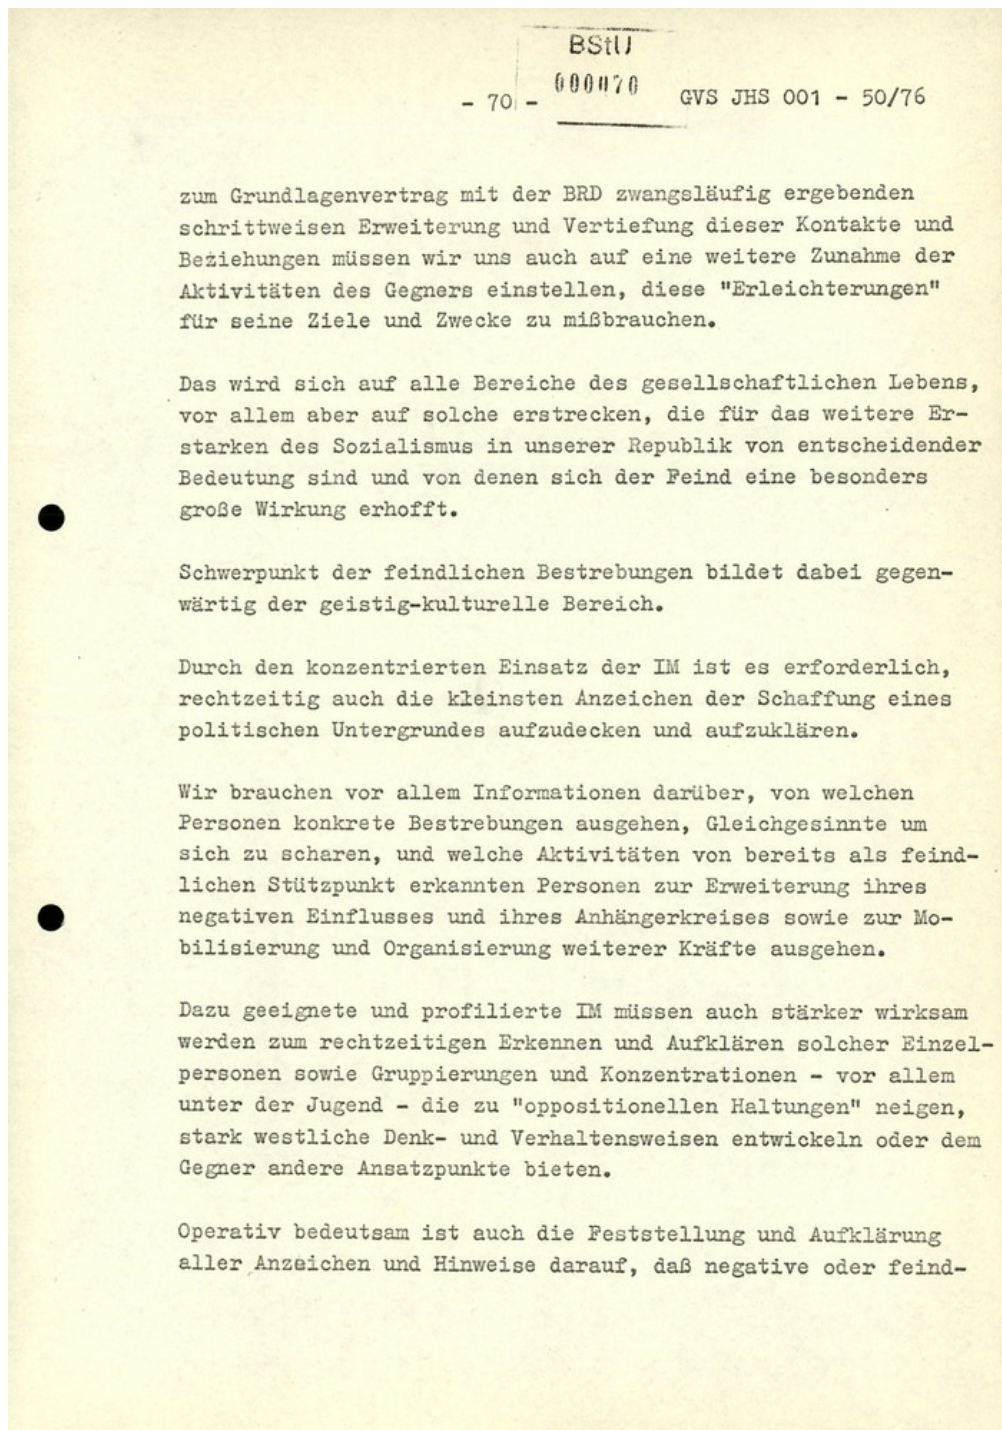 BStU
000070
- 70 - GVS JHS 001 - 50/76
zum Grundlagenvertrag mit der BRD zwangsläufig ergebenden
schrittweisen Erweiterung und Vertiefung dieser Kontakte und
Beziehungen müssen wir uns auch auf eine weitere Zunahme der
Aktivitäten des Gegners einstellen, diese "Erleichterungen"
für seine Ziele und Zwecke zu mißbrauchen.
Das wird sich auf alle Bereiche des gesellschaftlichen Lebens,
vor allem aber auf solche erstrecken, die für das weitere Er-
starken des Sozialismus in unserer Republik von entscheidender
Bedeutung sind und von denen sich der Feind eine besonders
große Wirkung erhofft.
Schwerpunkt der feindlichen Bestrebungen bildet dabei gegen-
wärtig der geistig-kulturelle Bereich.
Durch den konzentrierten Einsatz der IM ist es erforderlich,
rechtzeitig auch die kleinsten Anzeichen der Schaffung eines
politischen Untergrundes aufzudecken und aufzuklären.
Wir brauchen vor allem Informationen darüber, von welchen
Personen konkrete Bestrebungen ausgehen, Gleichgesinnte um
sich zu scharen, und welche Aktivitäten von bereits als feind-
lichen Stützpunkt erkannten Personen zur Erweiterung ihres
negativen Einflusses und ihres Anhängerkreises sowie zur Mo-
bilisierung und Organisierung weiterer Kräfte ausgehen.
Dazu geeignete und profilierte IM müssen auch stärker wirksam
werden zum rechtzeitigen Erkennen und Aufklären solcher Einzel-
personen sowie Gruppierungen und Konzentrationen - vor allem
unter der Jugend - die zu "oppositionellen Haltungen" neigen,
stark westliche Denk- und Verhaltensweisen entwickeln oder dem
Gegner andere Ansatzpunkte bieten.
Operativ bedeutsam ist auch die Feststellung und Aufklärung
aller Anzeichen und Hinweise darauf, daß negative oder feind-